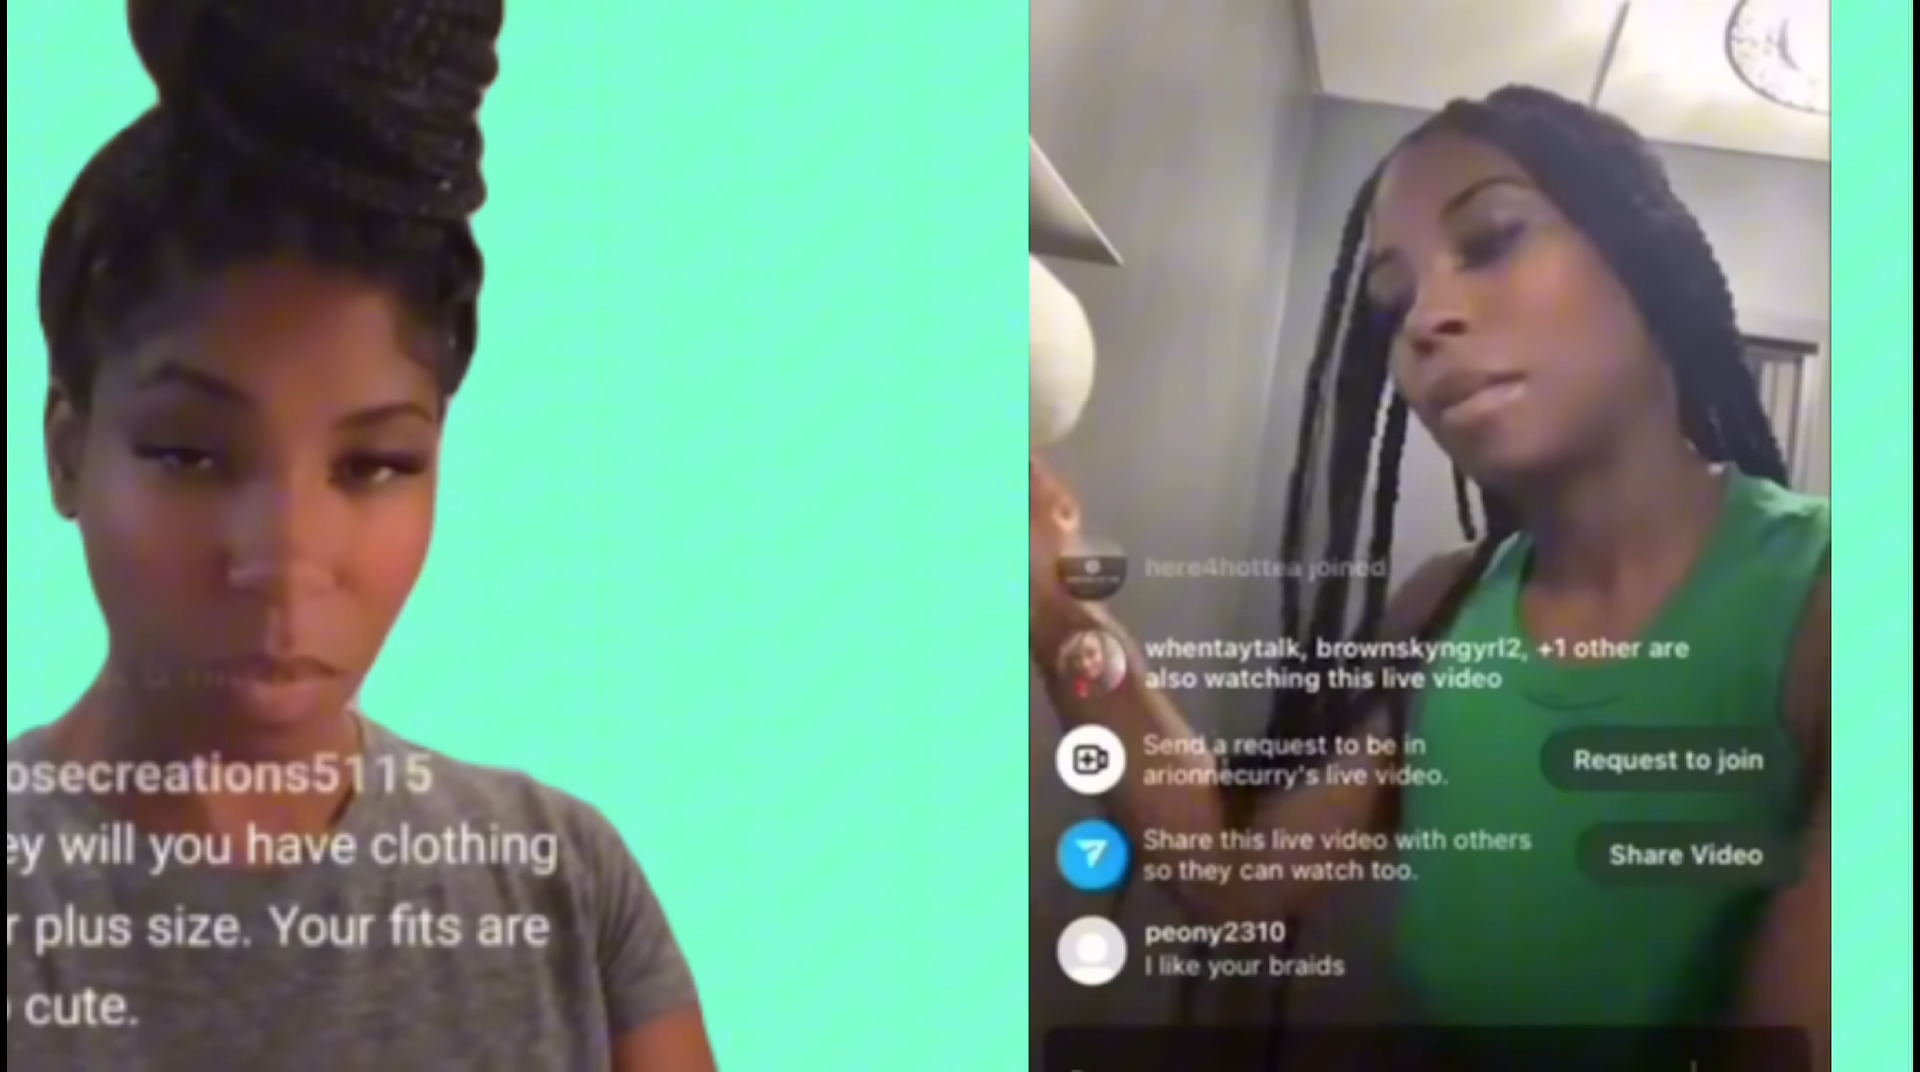 osecreations5115
ey will you have clothing
r plus size. Your fits are
cute.
here4hottea joined
whentaytalk, brownskyngyrl2, +1 other are
also watching this live video
Send a request to be in
arionnecurry's live video.
Request to join
Share this live video with others
so they can watch too.
Share Video
peony2310
I like your braids